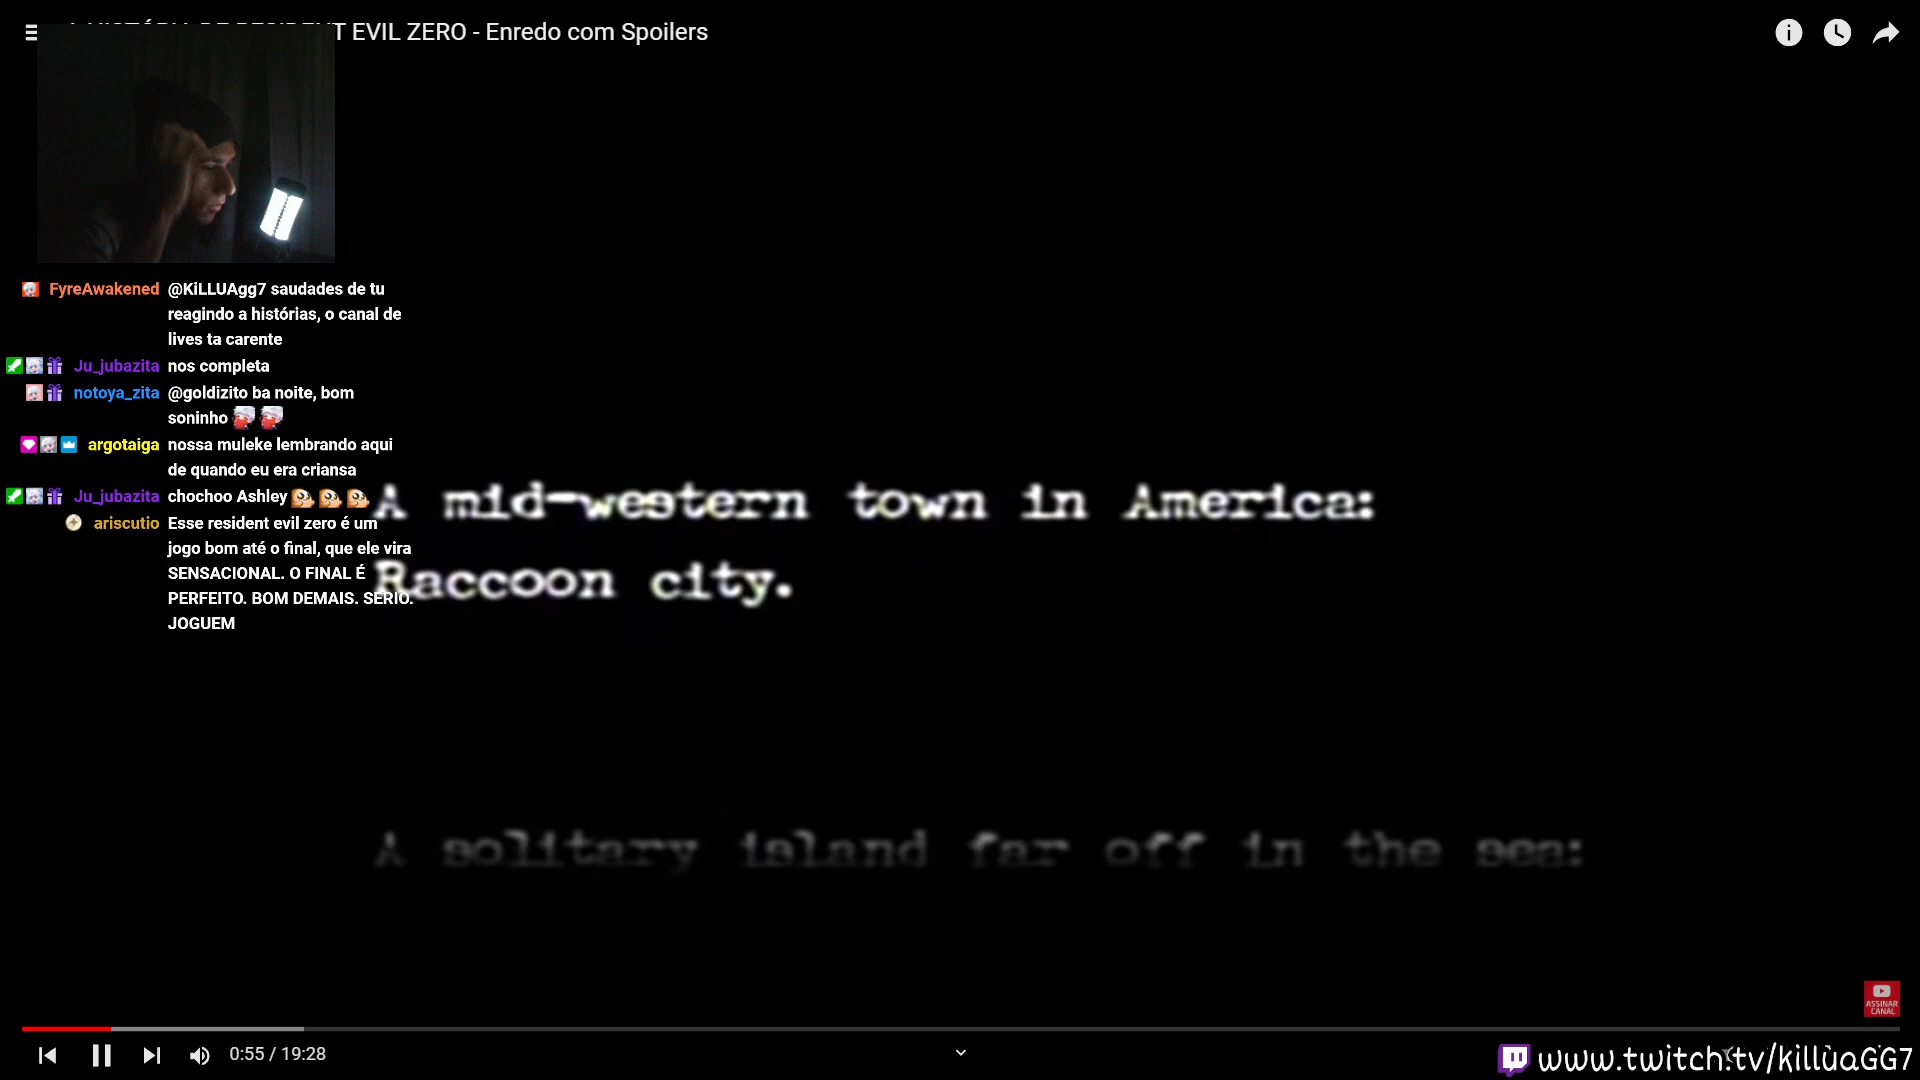 T EVIL ZERO - Enredo com Spoilers
FyreAwakened @KiLLUAgg7 saudades de tu
reagindo a histórias, o canal de
lives ta carente
Ju_jubazita nos completa
notoya_zita @goldizito ba noite, bom
soninho
argotaiga nossa muleke lembrando aqui
de quando eu era criansa
Ju_jubazita chochoo Ashley
ariscutio Esse resident evil zero é um
jogo bom até o final, que ele vira
SENSACIONAL. O FINAL É
PERFEITO. BOM DEMAIS. SERIO.
JOGUEM
A mid-western town in America:
Raccoon city.
A solitary island far off in the sea:
ASSINAR
CANAL
0:55 / 19:28
www.twitch.tv/killùaGG7